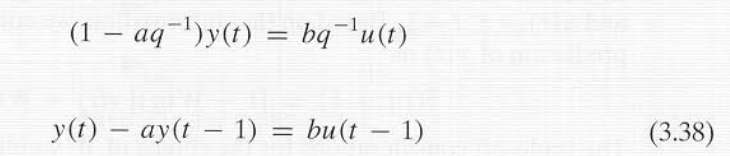 (1 − aq⁻¹)y(t) = bq⁻¹u(t)
y(t) − ay(t − 1) = bu(t − 1) (3.38)